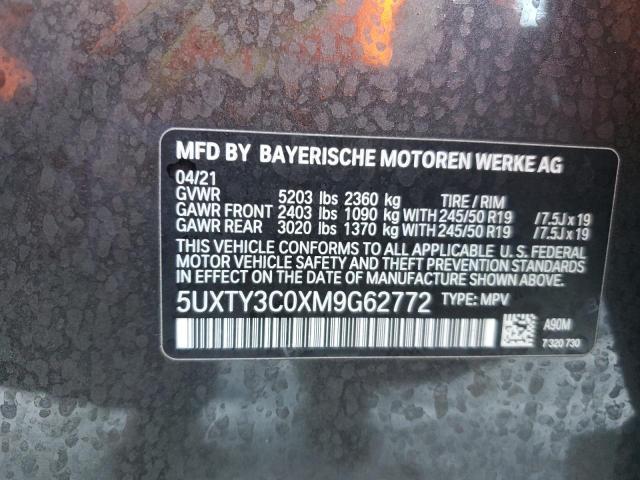 MFD BY BAYERISCHE MOTOREN WERKE AG
04/21
GVWR 5203 lbs 2360 kg TIRE / RIM
GAWR FRONT 2403 lbs 1090 kg WITH 245/50 R19 /7.5J x 19
GAWR REAR 3020 lbs 1370 kg WITH 245/50 R19 /7.5J x 19
THIS VEHICLE CONFORMS TO ALL APPLICABLE U.S. FEDERAL
MOTOR VEHICLE SAFETY, BUMPER, AND THEFT PREVENTION STANDARDS
IN EFFECT ON THE DATE OF MANUFACTURE SHOWN ABOVE.
5UXTY3C0XM9G62772 TYPE: MPV
A90M
7 320 730